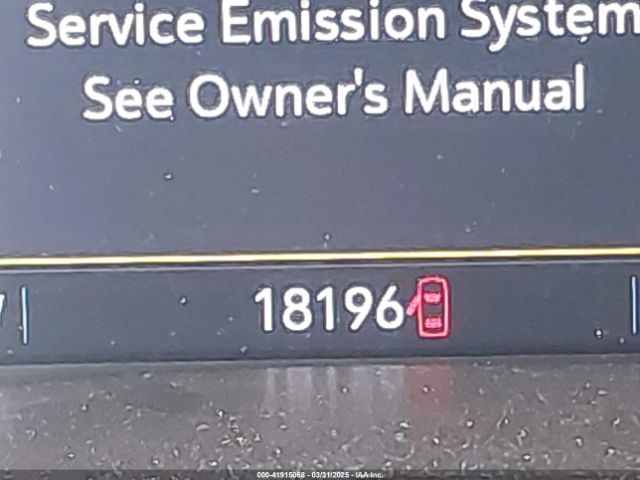 Service Emission System
See Owner's Manual
18196
000-41915068 - 03/31/2025 - IAA Inc.